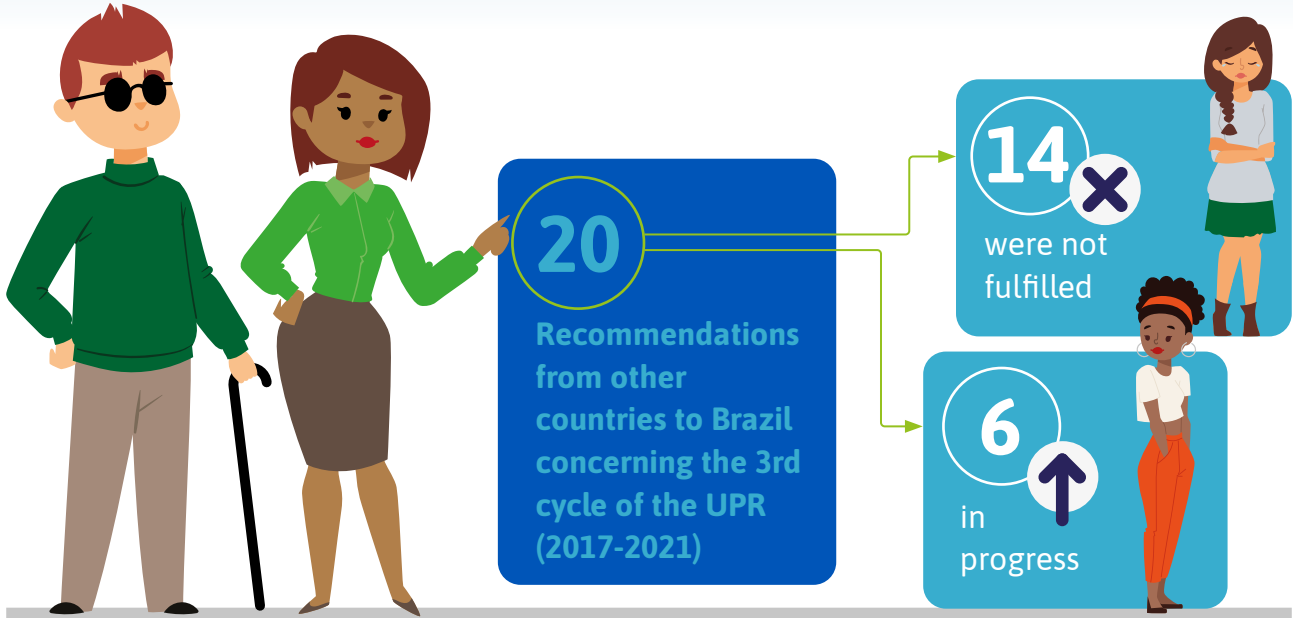 20
Recommendations
from other
countries to Brazil
concerning the 3rd
cycle of the UPR
(2017-2021)
14
were not
fulfilled
6
in
progress